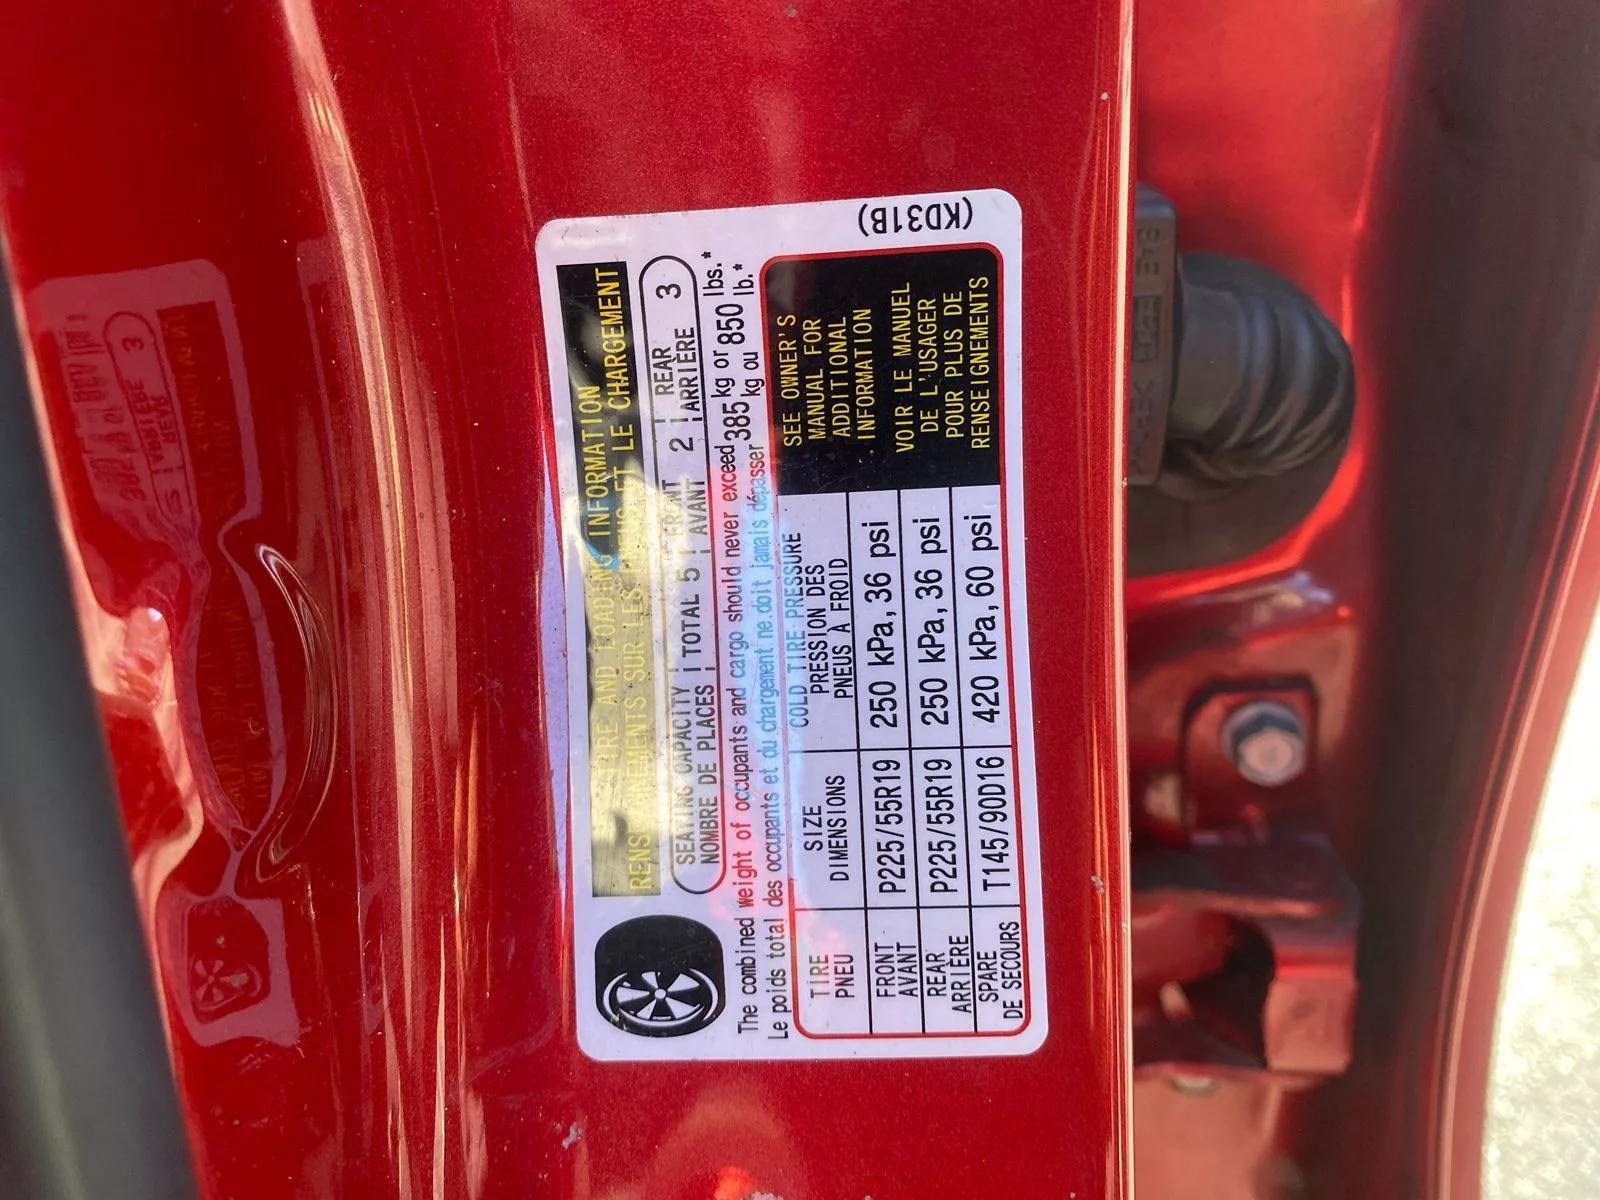 TIRE AND LOADING INFORMATION
RENSEIGNEMENTS SUR LES PNEUS ET LE CHARGEMENT
SEATING CAPACITY TOTAL 5 FRONT 2 REAR 3
NOMBRE DE PLACES AVANT ARRIÈRE
The combined weight of occupants and cargo should never exceed 385 kg or 850 lbs.*
Le poids total des occupants et du chargement ne doit jamais dépasser kg ou lb.*
TIRE SIZE COLD TIRE PRESSURE
PNEU DIMENSIONS PRESSION DES
PNEUS À FROID
FRONT P225/55R19 250 kPa, 36 psi
AVANT
REAR P225/55R19 250 kPa, 36 psi
ARRIÈRE
SPARE T145/90D16 420 kPa, 60 psi
DE SECOURS
SEE OWNER'S
MANUAL FOR
ADDITIONAL
INFORMATION
VOIR LE MANUEL
DE L'USAGER
POUR PLUS DE
RENSEIGNEMENTS
(KD31B)